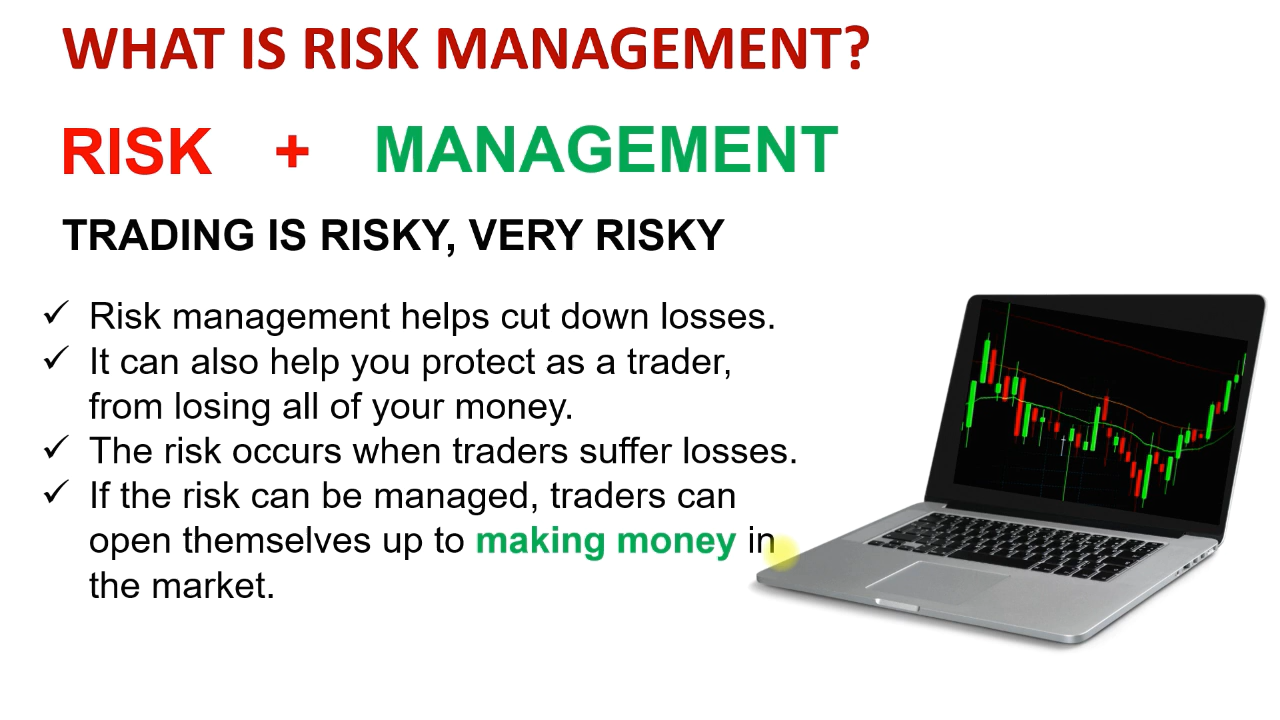 WHAT IS RISK MANAGEMENT?
RISK + MANAGEMENT
TRADING IS RISKY, VERY RISKY
✓ Risk management helps cut down losses.
✓ It can also help you protect as a trader,
from losing all of your money.
✓ The risk occurs when traders suffer losses.
✓ If the risk can be managed, traders can
open themselves up to making money in
the market.